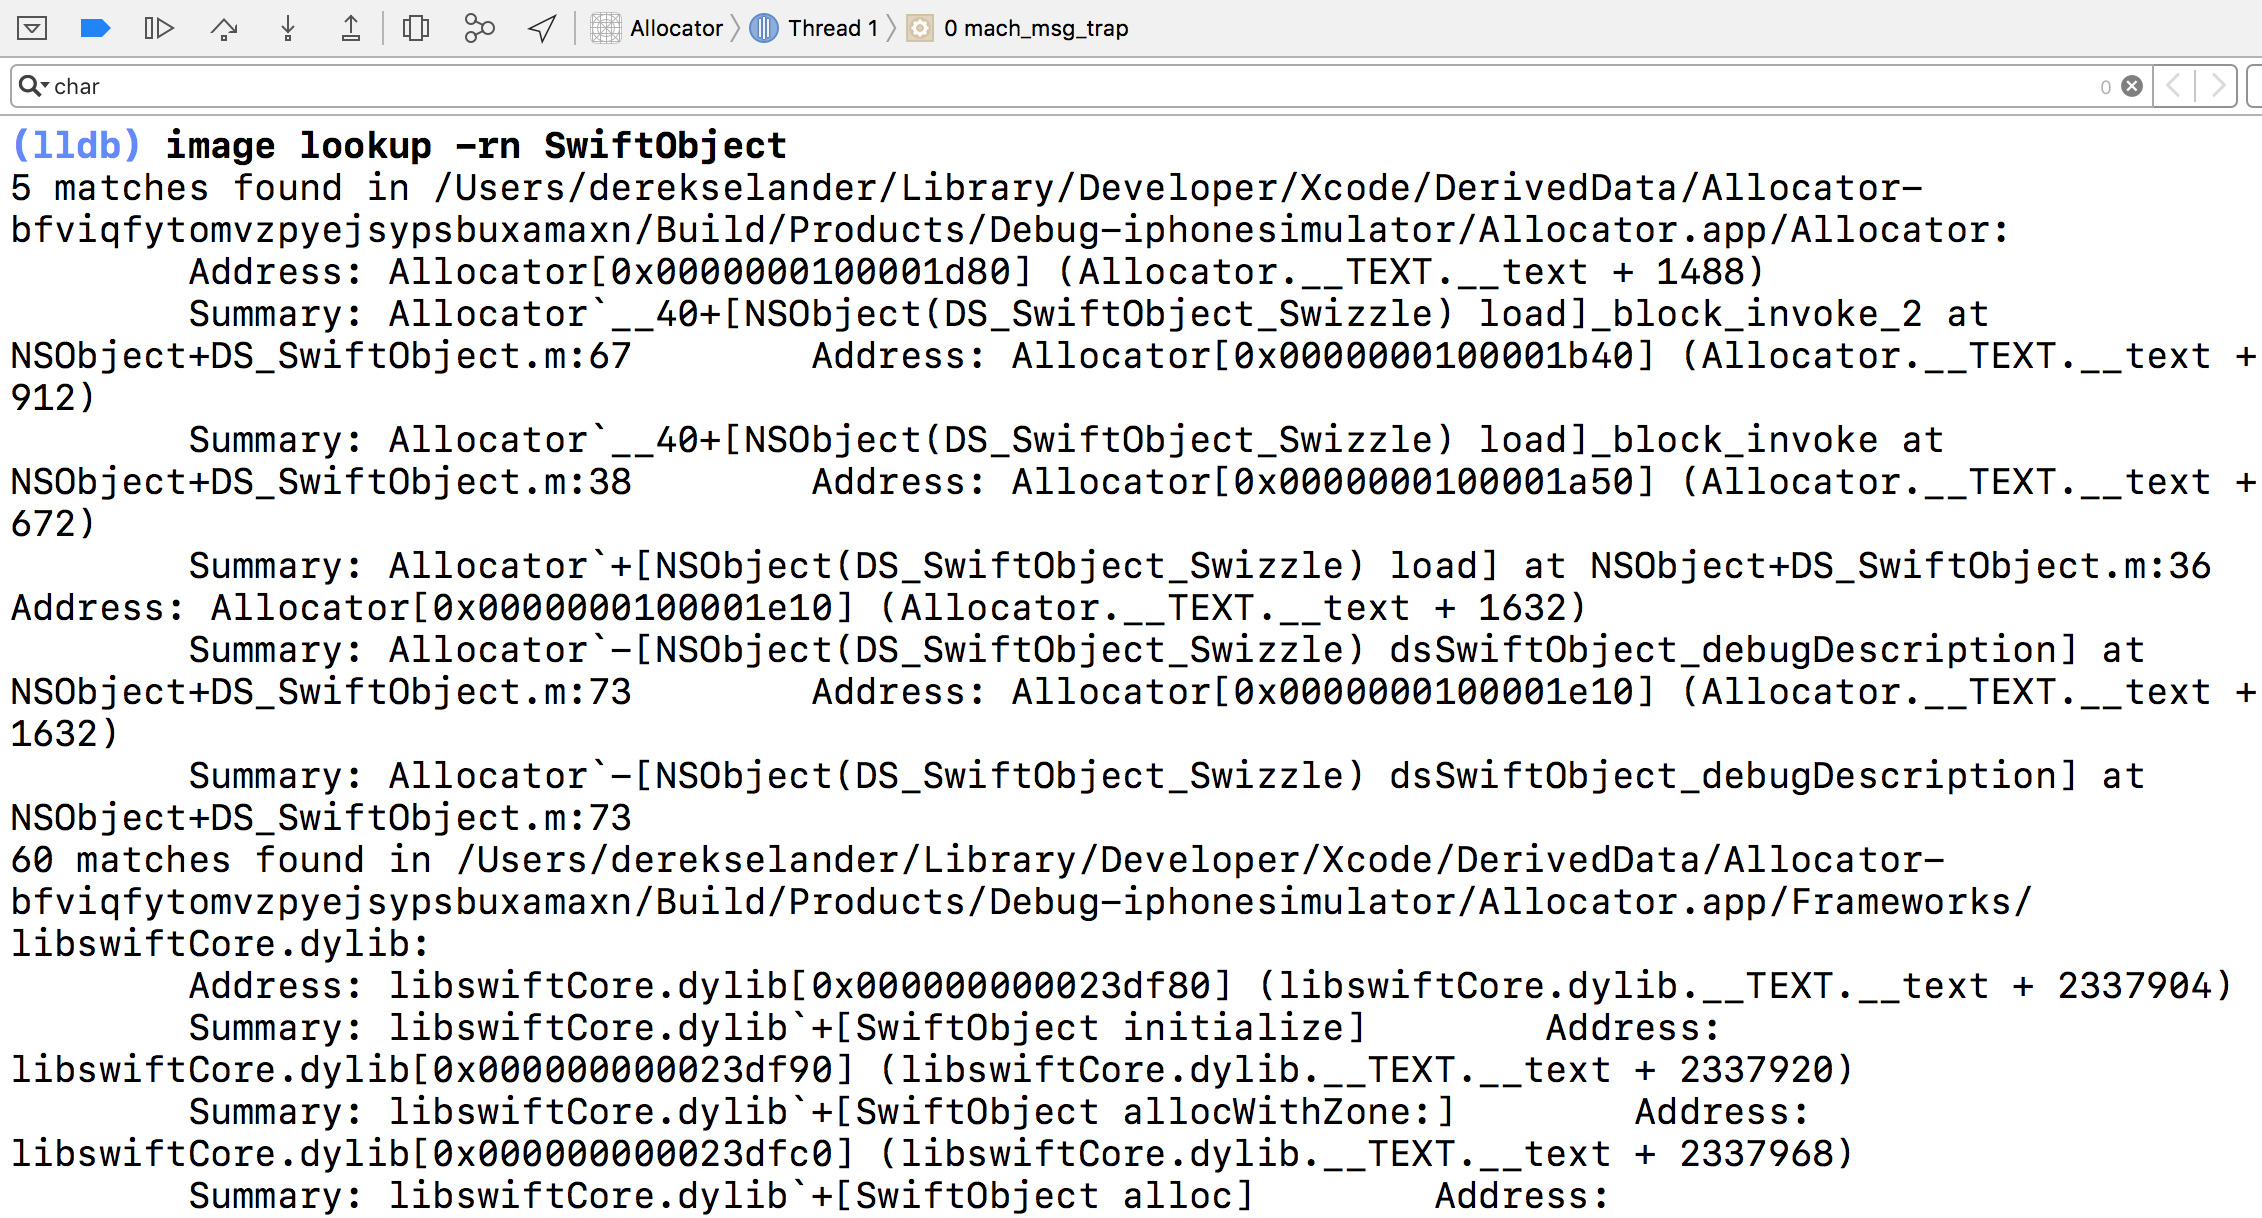 Allocator Thread 1 0 mach_msg_trap
char 0
(lldb) image lookup -rn SwiftObject
5 matches found in /Users/derekselander/Library/Developer/Xcode/DerivedData/Allocator-
bfviqfytomvzpyejsypsbuxamaxn/Build/Products/Debug-iphonesimulator/Allocator.app/Allocator:
        Address: Allocator[0x0000000100001d80] (Allocator.__TEXT.__text + 1488)
        Summary: Allocator`__40+[NSObject(DS_SwiftObject_Swizzle) load]_block_invoke_2 at
NSObject+DS_SwiftObject.m:67        Address: Allocator[0x0000000100001b40] (Allocator.__TEXT.__text +
912)
        Summary: Allocator`__40+[NSObject(DS_SwiftObject_Swizzle) load]_block_invoke at
NSObject+DS_SwiftObject.m:38        Address: Allocator[0x0000000100001a50] (Allocator.__TEXT.__text +
672)
        Summary: Allocator`+[NSObject(DS_SwiftObject_Swizzle) load] at NSObject+DS_SwiftObject.m:36
Address: Allocator[0x0000000100001e10] (Allocator.__TEXT.__text + 1632)
        Summary: Allocator`-[NSObject(DS_SwiftObject_Swizzle) dsSwiftObject_debugDescription] at
NSObject+DS_SwiftObject.m:73        Address: Allocator[0x0000000100001e10] (Allocator.__TEXT.__text +
1632)
        Summary: Allocator`-[NSObject(DS_SwiftObject_Swizzle) dsSwiftObject_debugDescription] at
NSObject+DS_SwiftObject.m:73
60 matches found in /Users/derekselander/Library/Developer/Xcode/DerivedData/Allocator-
bfviqfytomvzpyejsypsbuxamaxn/Build/Products/Debug-iphonesimulator/Allocator.app/Frameworks/
libswiftCore.dylib:
        Address: libswiftCore.dylib[0x000000000023df80] (libswiftCore.dylib.__TEXT.__text + 2337904)
        Summary: libswiftCore.dylib`+[SwiftObject initialize]        Address:
libswiftCore.dylib[0x000000000023df90] (libswiftCore.dylib.__TEXT.__text + 2337920)
        Summary: libswiftCore.dylib`+[SwiftObject allocWithZone:]        Address:
libswiftCore.dylib[0x000000000023dfc0] (libswiftCore.dylib.__TEXT.__text + 2337968)
        Summary: libswiftCore.dylib`+[SwiftObject alloc]        Address: